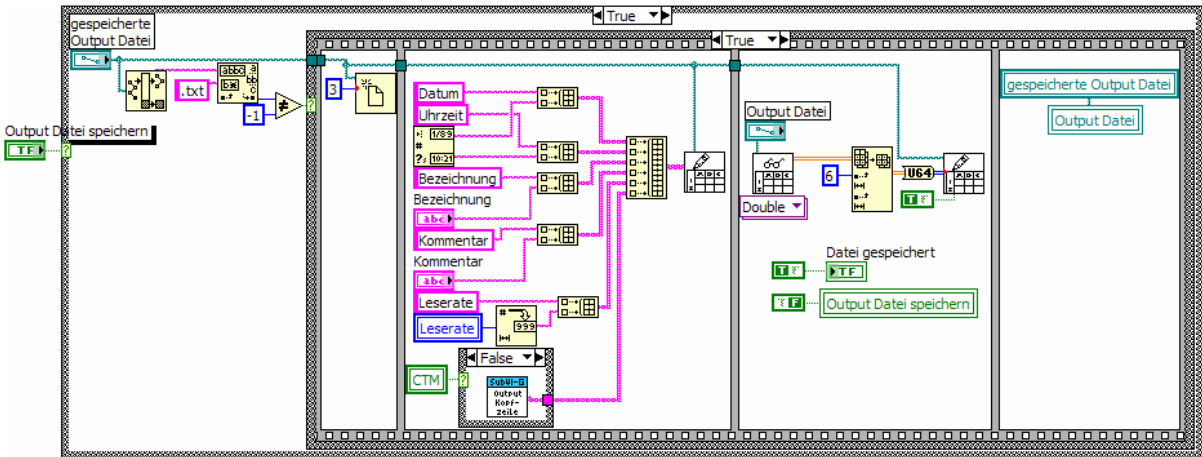 True
gespeicherte
Output Datei
True
.txt
-1
3
Output Datei speichern
TF
Datum
Uhrzeit
1/89
10:21
Bezeichnung
Bezeichnung
abc
Kommentar
Kommentar
abc
Leserate
Leserate
999
False
CTM
SubVI-G
Output
Kopf-
zeile
Output Datei
6
U64
Double
T
Datei gespeichert
T
TF
F
Output Datei speichern
gespeicherte Output Datei
Output Datei